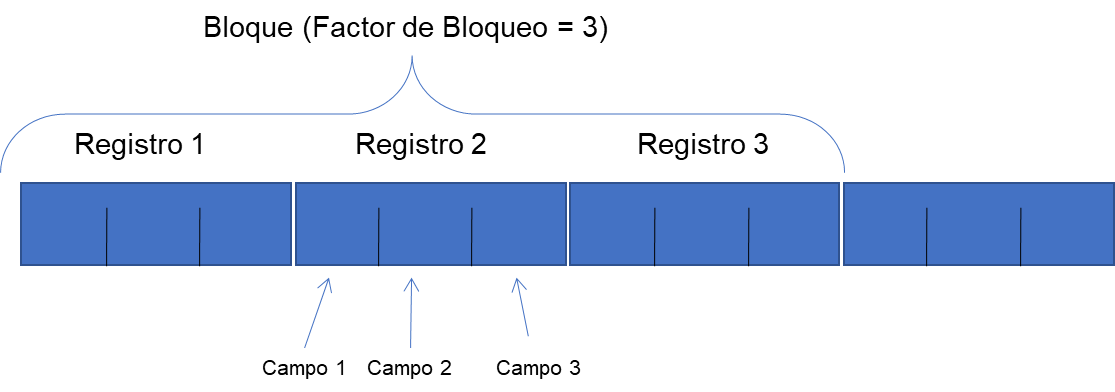 Bloque (Factor de Bloqueo = 3)
Registro 1 Registro 2 Registro 3
Campo 1 Campo 2 Campo 3